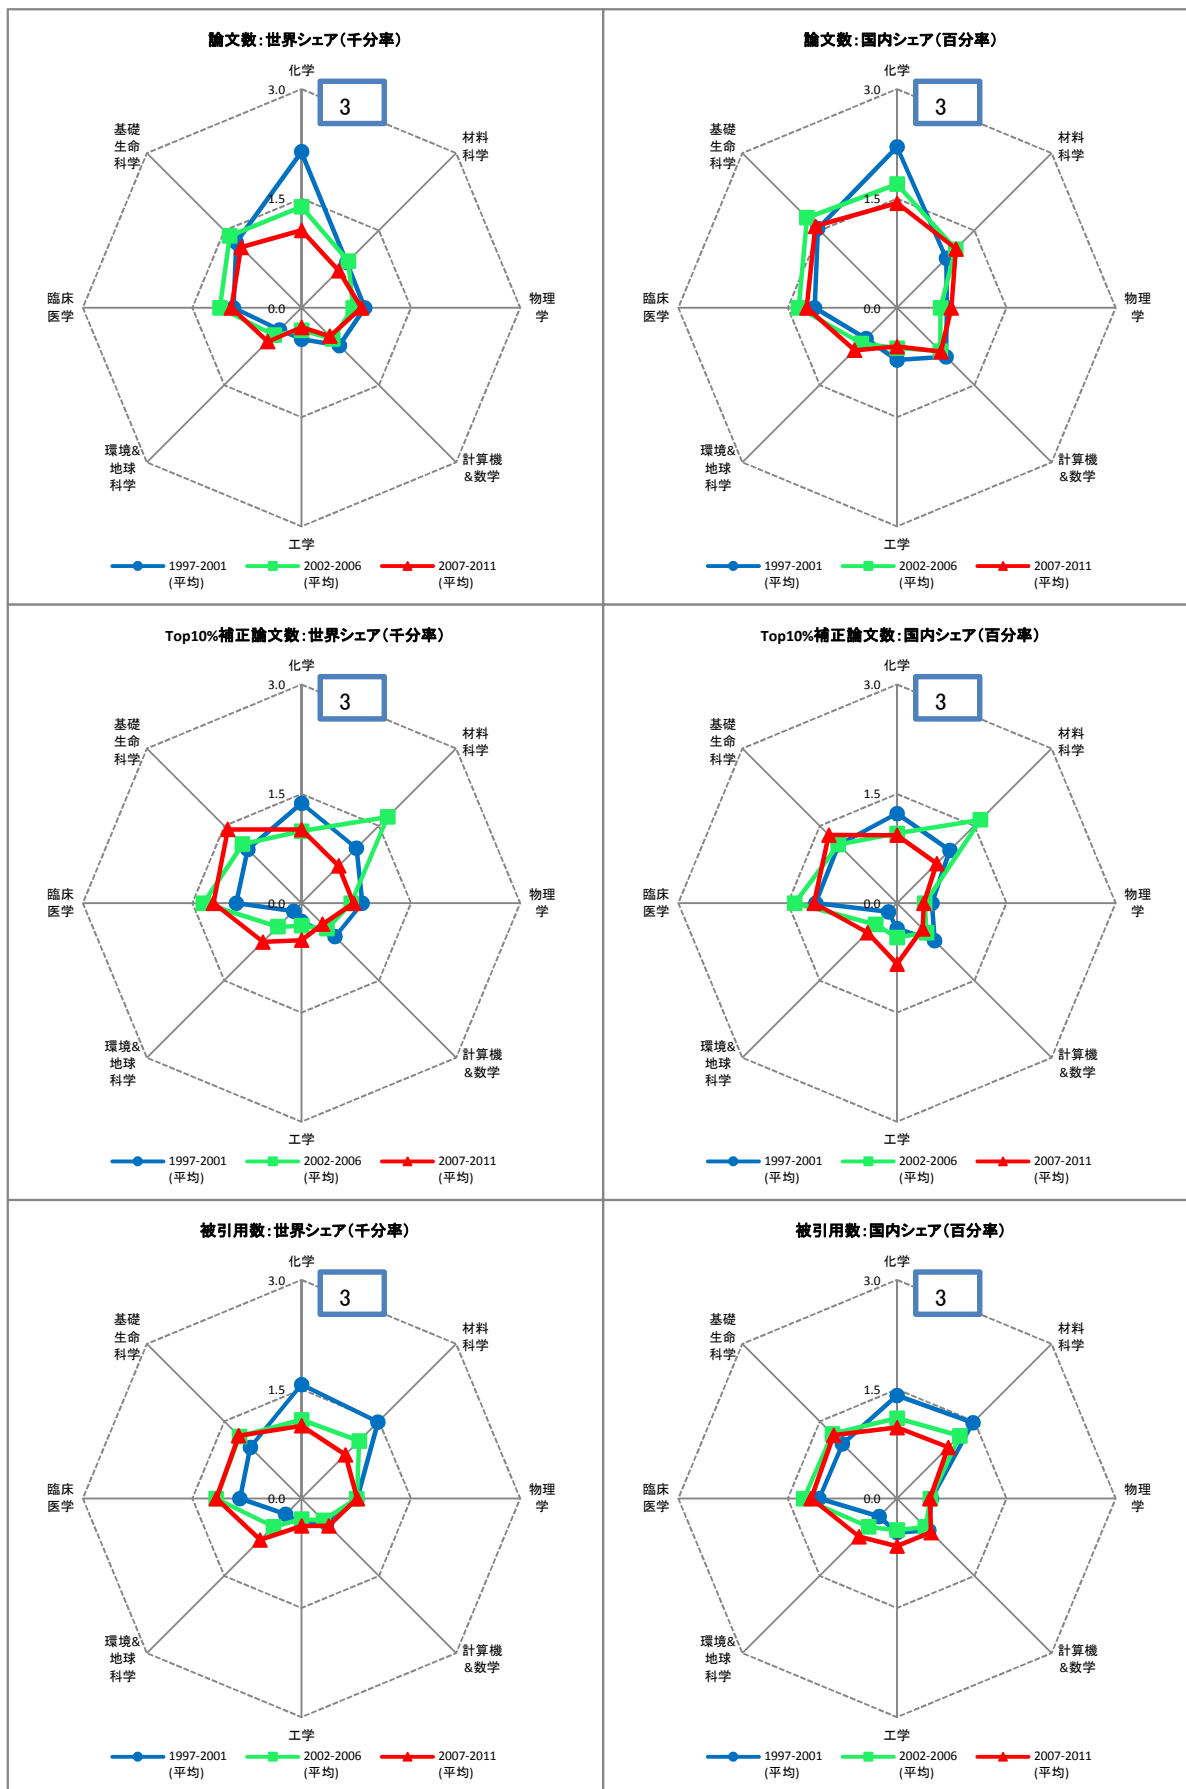 論文数：世界シェア（千分率）
化学
3.0
3
材料
科学
基礎
生命
科学
1.5
臨床
医学
0.0
物理
学
環境&
地球
科学
計算機
&数学
工学
1997-2001
(平均)
2002-2006
(平均)
2007-2011
(平均)
論文数：国内シェア（百分率）
化学
3.0
3
材料
科学
基礎
生命
科学
1.5
臨床
医学
0.0
物理
学
環境&
地球
科学
計算機
&数学
工学
1997-2001
(平均)
2002-2006
(平均)
2007-2011
(平均)
Top10%補正論文数：世界シェア（千分率）
化学
3.0
3
材料
科学
基礎
生命
科学
1.5
臨床
医学
0.0
物理
学
環境&
地球
科学
計算機
&数学
工学
1997-2001
(平均)
2002-2006
(平均)
2007-2011
(平均)
Top10%補正論文数：国内シェア（百分率）
化学
3.0
3
材料
科学
基礎
生命
科学
1.5
臨床
医学
0.0
物理
学
環境&
地球
科学
計算機
&数学
工学
1997-2001
(平均)
2002-2006
(平均)
2007-2011
(平均)
被引用数：世界シェア（千分率）
化学
3.0
3
材料
科学
基礎
生命
科学
1.5
臨床
医学
0.0
物理
学
環境&
地球
科学
計算機
&数学
工学
1997-2001
(平均)
2002-2006
(平均)
2007-2011
(平均)
被引用数：国内シェア（百分率）
化学
3.0
3
材料
科学
基礎
生命
科学
1.5
臨床
医学
0.0
物理
学
環境&
地球
科学
計算機
&数学
工学
1997-2001
(平均)
2002-2006
(平均)
2007-2011
(平均)